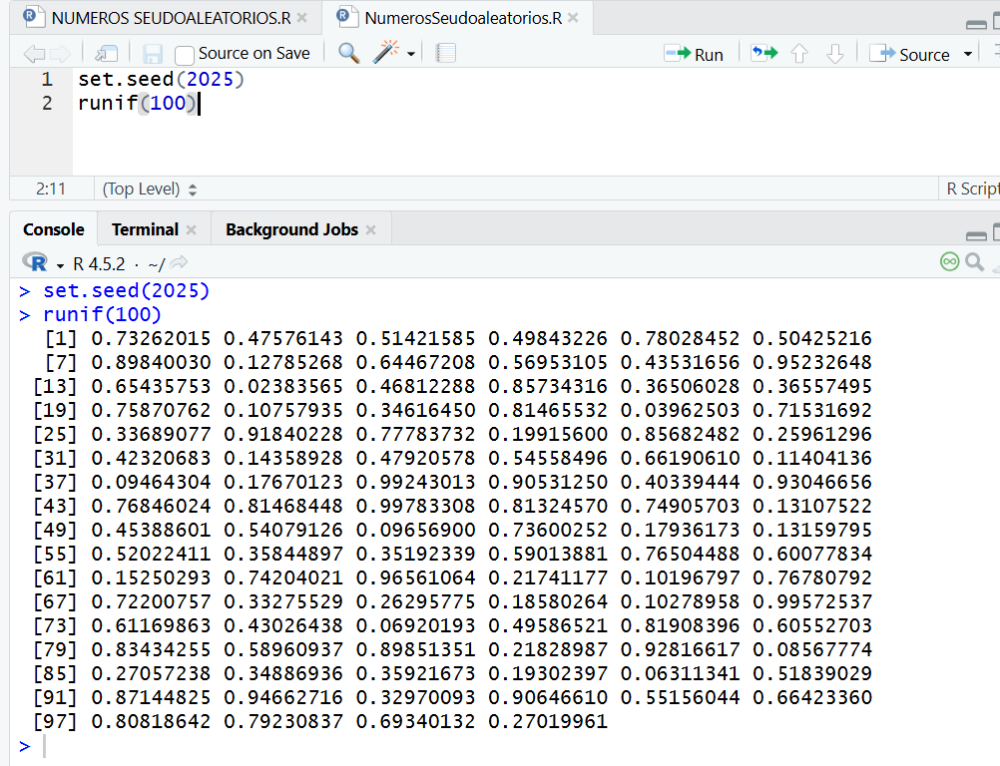 NUMEROS SEUDOALEATORIOS.R NumerosSeudoaleatorios.R
Source on Save Run Source
1 set.seed(2025)
2 runif(100)
2:11 (Top Level) R Script
Console Terminal Background Jobs
R 4.5.2 · ~/
> set.seed(2025)
> runif(100)
[1] 0.73262015 0.47576143 0.51421585 0.49843226 0.78028452 0.50425216
[7] 0.89840030 0.12785268 0.64467208 0.56953105 0.43531656 0.95232648
[13] 0.65435753 0.02383565 0.46812288 0.85734316 0.36506028 0.36557495
[19] 0.75870762 0.10757935 0.34616450 0.81465532 0.03962503 0.71531692
[25] 0.33689077 0.91840228 0.77783732 0.19915600 0.85682482 0.25961296
[31] 0.42320683 0.14358928 0.47920578 0.54558496 0.66190610 0.11404136
[37] 0.09464304 0.17670123 0.99243013 0.90531250 0.40339444 0.93046656
[43] 0.76846024 0.81468448 0.99783308 0.81324570 0.74905703 0.13107522
[49] 0.45388601 0.54079126 0.09656900 0.73600252 0.17936173 0.13159795
[55] 0.52022411 0.35844897 0.35192339 0.59013881 0.76504488 0.60077834
[61] 0.15250293 0.74204021 0.96561064 0.21741177 0.10196797 0.76780792
[67] 0.72200757 0.33275529 0.26295775 0.18580264 0.10278958 0.99572537
[73] 0.61169863 0.43026438 0.06920193 0.49586521 0.81908396 0.60552703
[79] 0.83434255 0.58960937 0.89851351 0.21828987 0.92816617 0.08567774
[85] 0.27057238 0.34886936 0.35921673 0.19302397 0.06311341 0.51839029
[91] 0.87144825 0.94662716 0.32970093 0.90646610 0.55156044 0.66423360
[97] 0.80818642 0.79230837 0.69340132 0.27019961
>